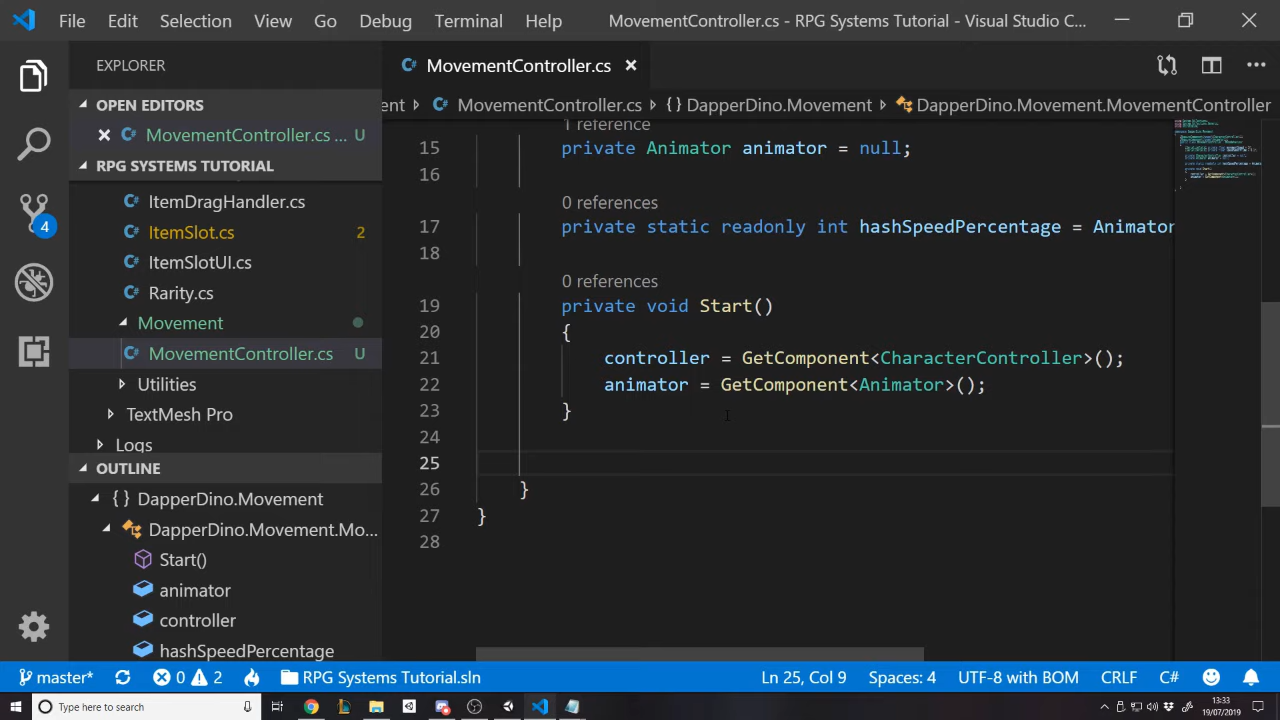 File Edit Selection View Go Debug Terminal Help MovementController.cs - RPG Systems Tutorial - Visual Studio C...
EXPLORER
OPEN EDITORS
MovementController.cs ... U
RPG SYSTEMS TUTORIAL
ItemDragHandler.cs
ItemSlot.cs 2
ItemSlotUI.cs
Rarity.cs
Movement
MovementController.cs U
Utilities
TextMesh Pro
Logs
OUTLINE
{} DapperDino.Movement
DapperDino.Movement.Mo...
Start()
animator
controller
hashSpeedPercentage
4
MovementController.cs
ent > MovementController.cs > {} DapperDino.Movement > DapperDino.Movement.MovementController
1 reference
15 private Animator animator = null;
16
0 references
17 private static readonly int hashSpeedPercentage = Animator
18
0 references
19 private void Start()
20 {
21 controller = GetComponent<CharacterController>();
22 animator = GetComponent<Animator>();
23 }
24
25
26 }
27 }
28
master* 0 2 RPG Systems Tutorial.sln Ln 25, Col 9 Spaces: 4 UTF-8 with BOM CRLF C#
Type here to search
13:33
19/07/2019